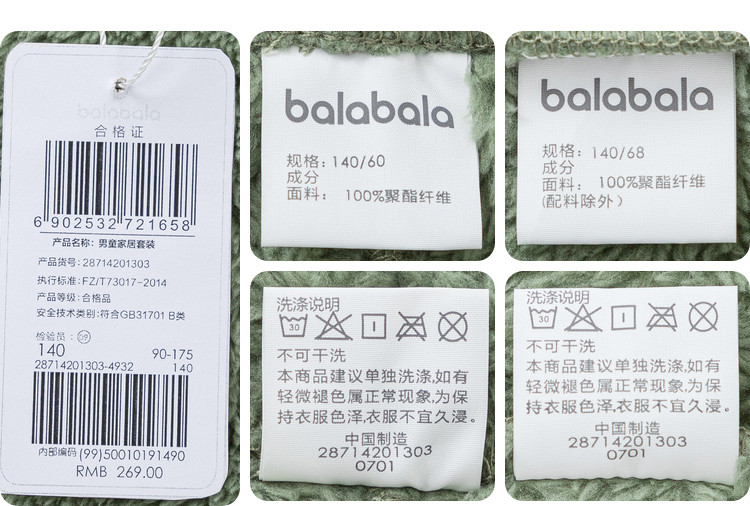 balabala
合格证
6 902532 721658
产品名称: 男童家居套装
产品货号: 28714201303
执行标准:FZ/T73017-2014
产品等级:合格品
安全技术类别:符合GB31701 B类
检验员: 09
140 90-175
28714201303-4932 140
内部编码 (99)50010191490
RMB 269.00
balabala
规格: 140/60
成分
面料: 100%聚酯纤维
balabala
规格: 140/68
成分
面料: 100%聚酯纤维
(配料除外)
洗涤说明
30
不可干洗
本商品建议单独洗涤,如有
轻微褪色属正常现象,为保
持衣服色泽,衣服不宜久浸。
中国制造
28714201303
0701
洗涤说明
30
不可干洗
本商品建议单独洗涤,如有
轻微褪色属正常现象,为保
持衣服色泽,衣服不宜久浸。
中国制造
28714201303
0701